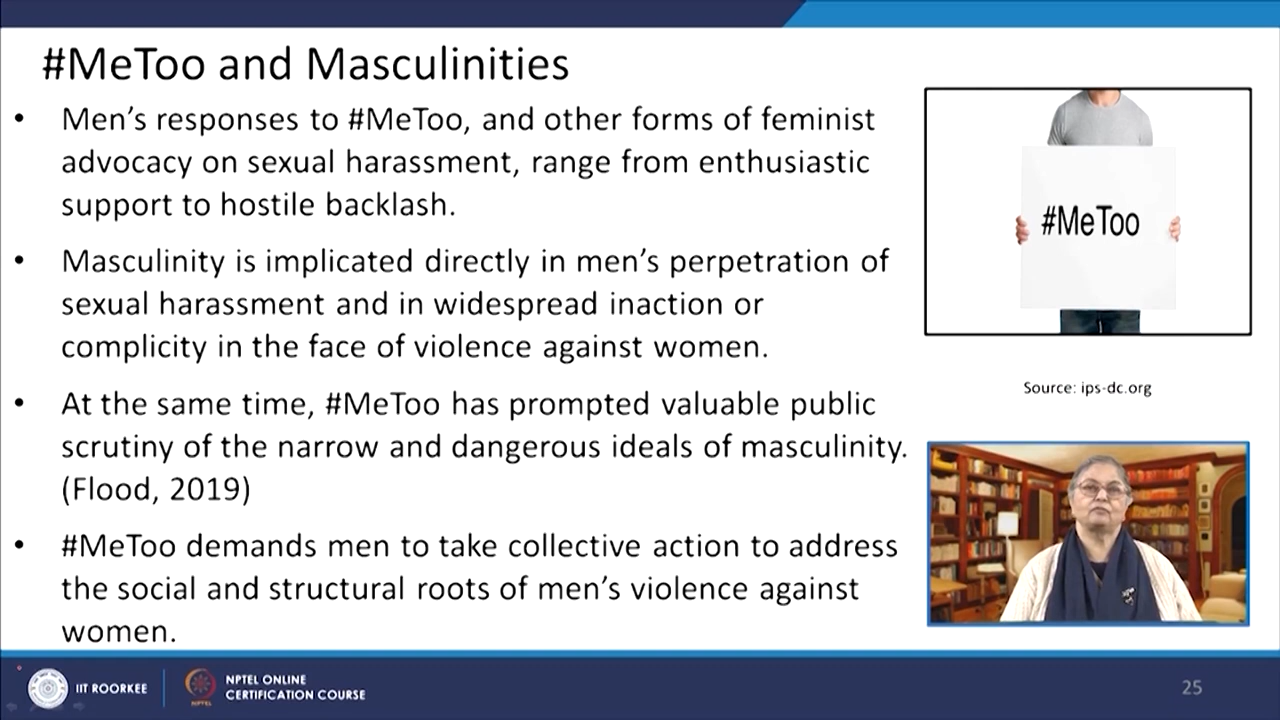 #MeToo and Masculinities
• Men’s responses to #MeToo, and other forms of feminist
advocacy on sexual harassment, range from enthusiastic
support to hostile backlash.
• Masculinity is implicated directly in men’s perpetration of
sexual harassment and in widespread inaction or
complicity in the face of violence against women.
• At the same time, #MeToo has prompted valuable public
scrutiny of the narrow and dangerous ideals of masculinity.
(Flood, 2019)
• #MeToo demands men to take collective action to address
the social and structural roots of men’s violence against
women.
#MeToo
Source: ips-dc.org
IIT ROORKEE
NPTEL
NPTEL ONLINE
CERTIFICATION COURSE
25